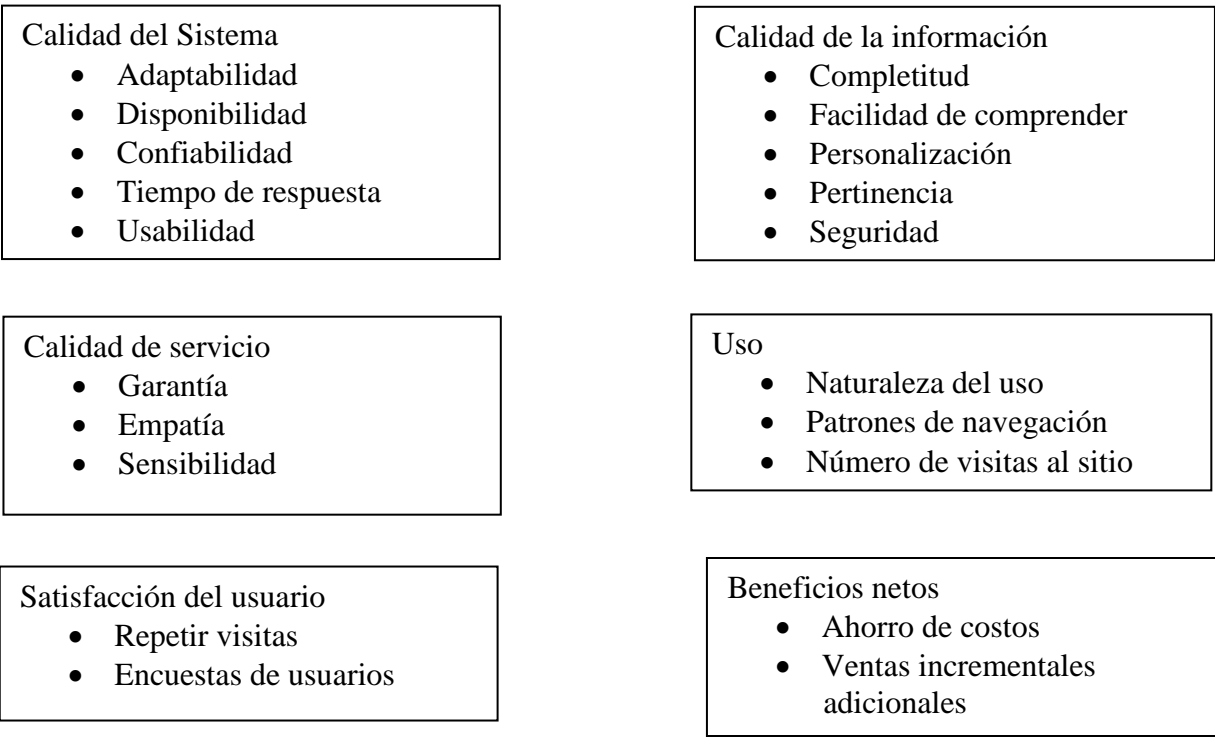 Calidad del Sistema
• Adaptabilidad
• Disponibilidad
• Confiabilidad
• Tiempo de respuesta
• Usabilidad
Calidad de la información
• Completitud
• Facilidad de comprender
• Personalización
• Pertinencia
• Seguridad
Calidad de servicio
• Garantía
• Empatía
• Sensibilidad
Uso
• Naturaleza del uso
• Patrones de navegación
• Número de visitas al sitio
Satisfacción del usuario
• Repetir visitas
• Encuestas de usuarios
Beneficios netos
• Ahorro de costos
• Ventas incrementales
adicionales